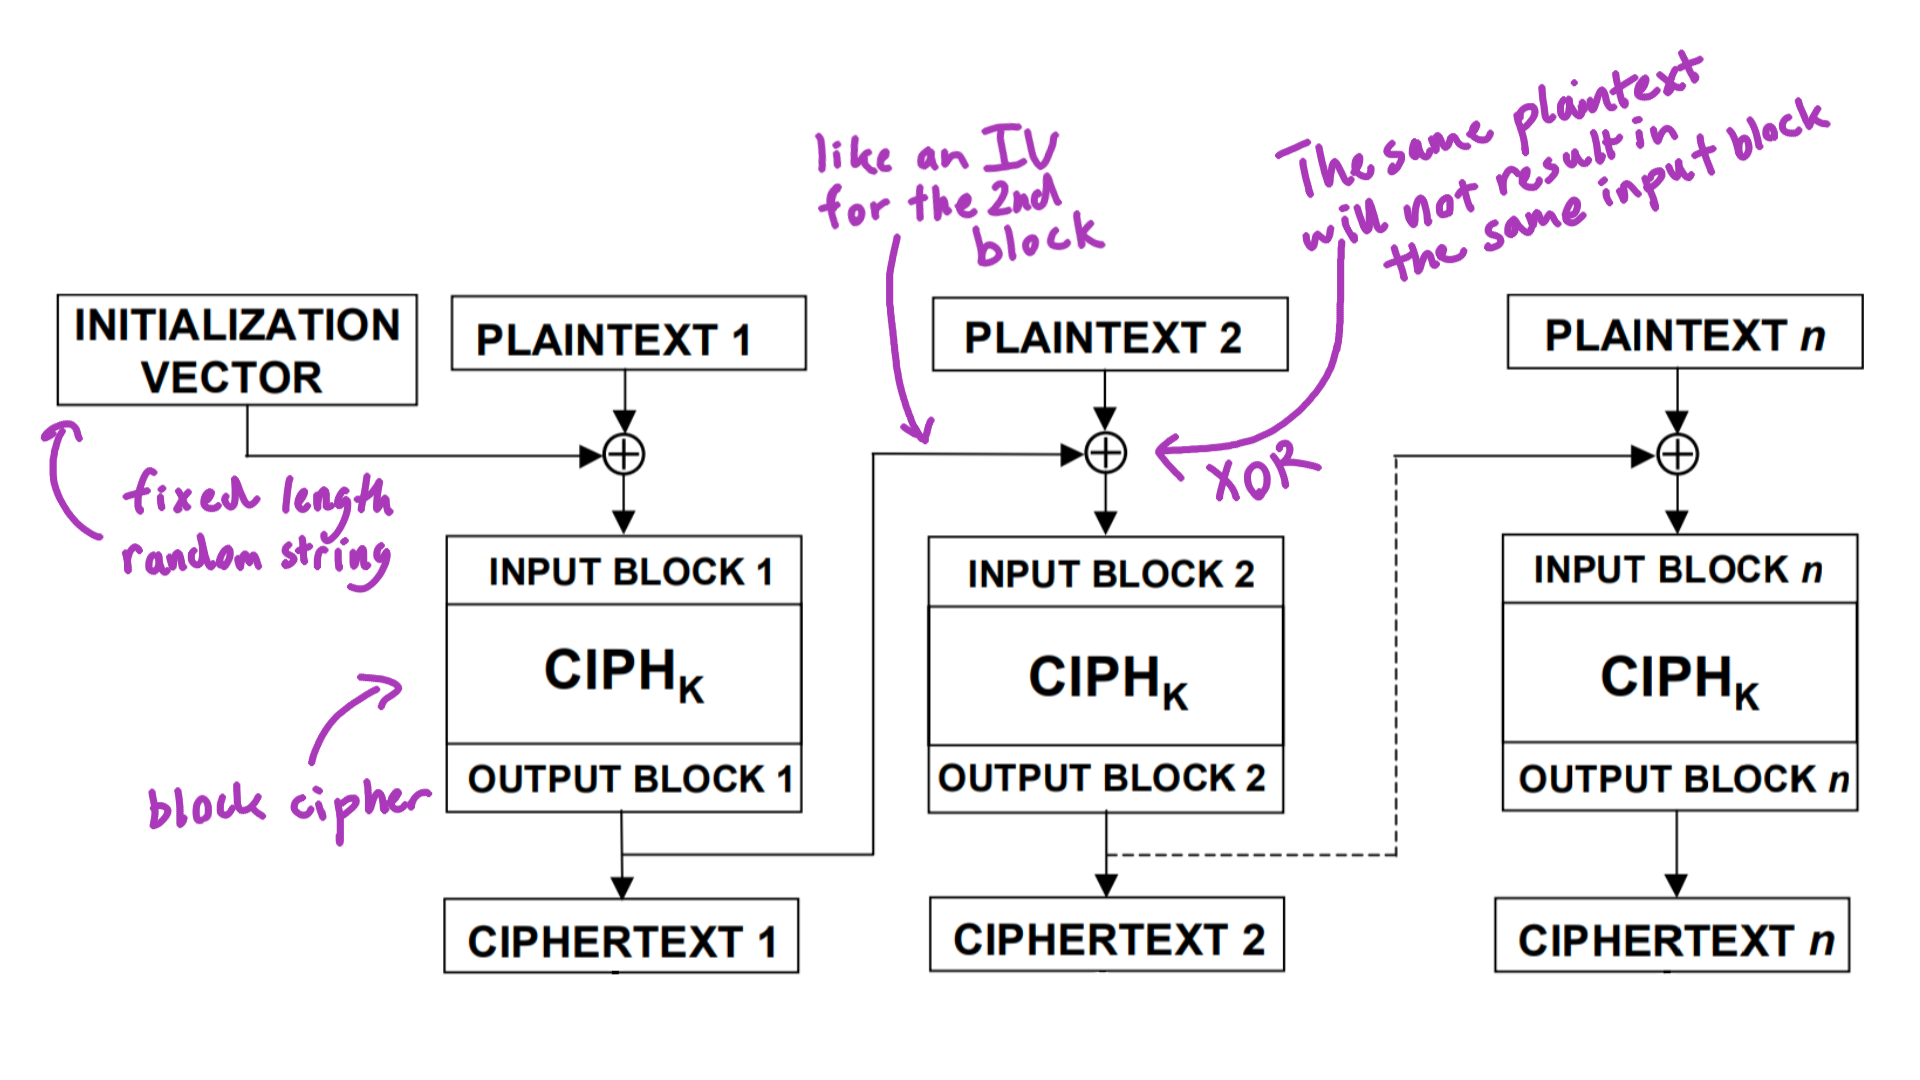 The same plaintext
will not result in
the same input block
like an IV
for the 2nd
block
INITIALIZATION
VECTOR
PLAINTEXT 1
PLAINTEXT 2
PLAINTEXT n
XOR
fixed length
random string
INPUT BLOCK 1
INPUT BLOCK 2
INPUT BLOCK n
CIPHK
CIPHK
CIPHK
block cipher
OUTPUT BLOCK 1
OUTPUT BLOCK 2
OUTPUT BLOCK n
CIPHERTEXT 1
CIPHERTEXT 2
CIPHERTEXT n